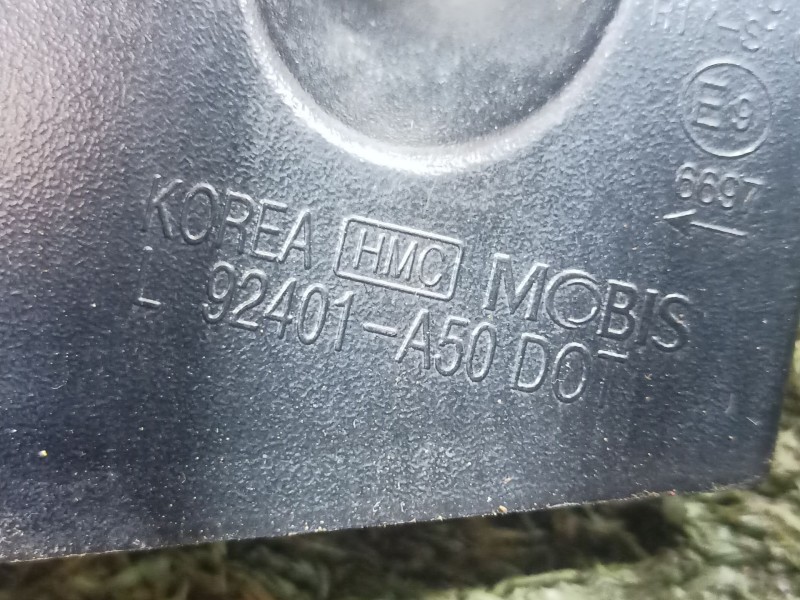 E9
6697
KOREA HMC MOBIS
L 92401-A50 DOT